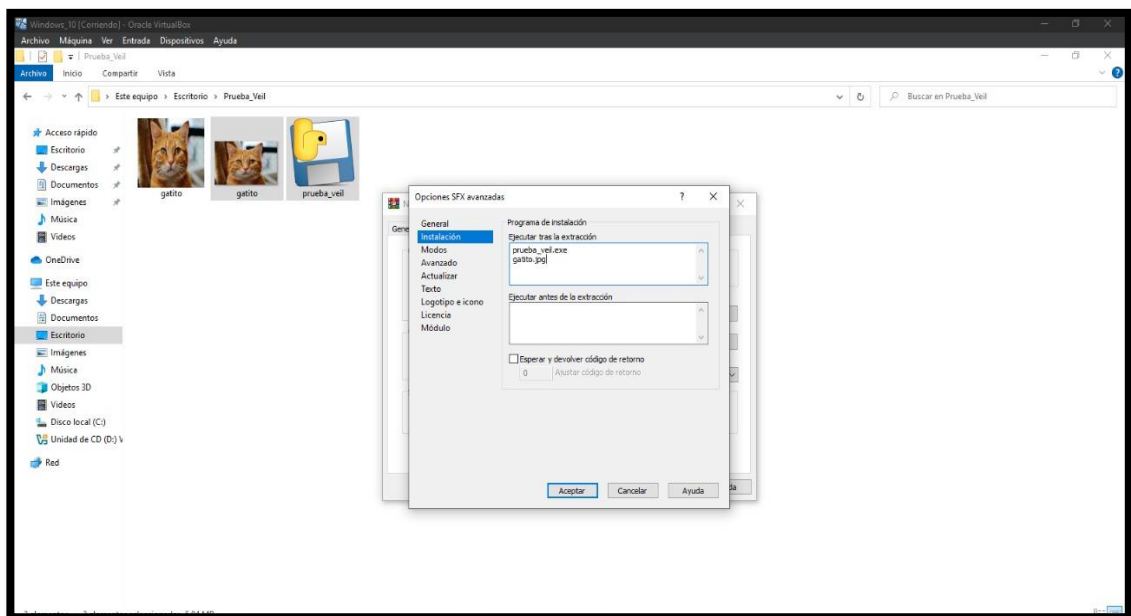 Windows_10 [Corriendo] - Oracle VirtualBox
Archivo Máquina Ver Entrada Dispositivos Ayuda
Prueba_Veil
Archivo Inicio Compartir Vista
Este equipo > Escritorio > Prueba_Veil
Buscar en Prueba_Veil
Acceso rápido
Escritorio
Descargas
Documentos
Imágenes
Música
Videos
OneDrive
Este equipo
Descargas
Documentos
Escritorio
Imágenes
Música
Objetos 3D
Videos
Disco local (C:)
Unidad de CD (D:) V
Red
gatito
gatito
prueba_veil
Gene
Opciones SFX avanzadas
General
Instalación
Modos
Avanzado
Actualizar
Texto
Logotipo e icono
Licencia
Módulo
Programa de instalación
Ejecutar tras la extracción
prueba_veil.exe
gatito.jpg
Ejecutar antes de la extracción
Esperar y devolver código de retorno
0 Ajustar código de retorno
Aceptar Cancelar Ayuda
da